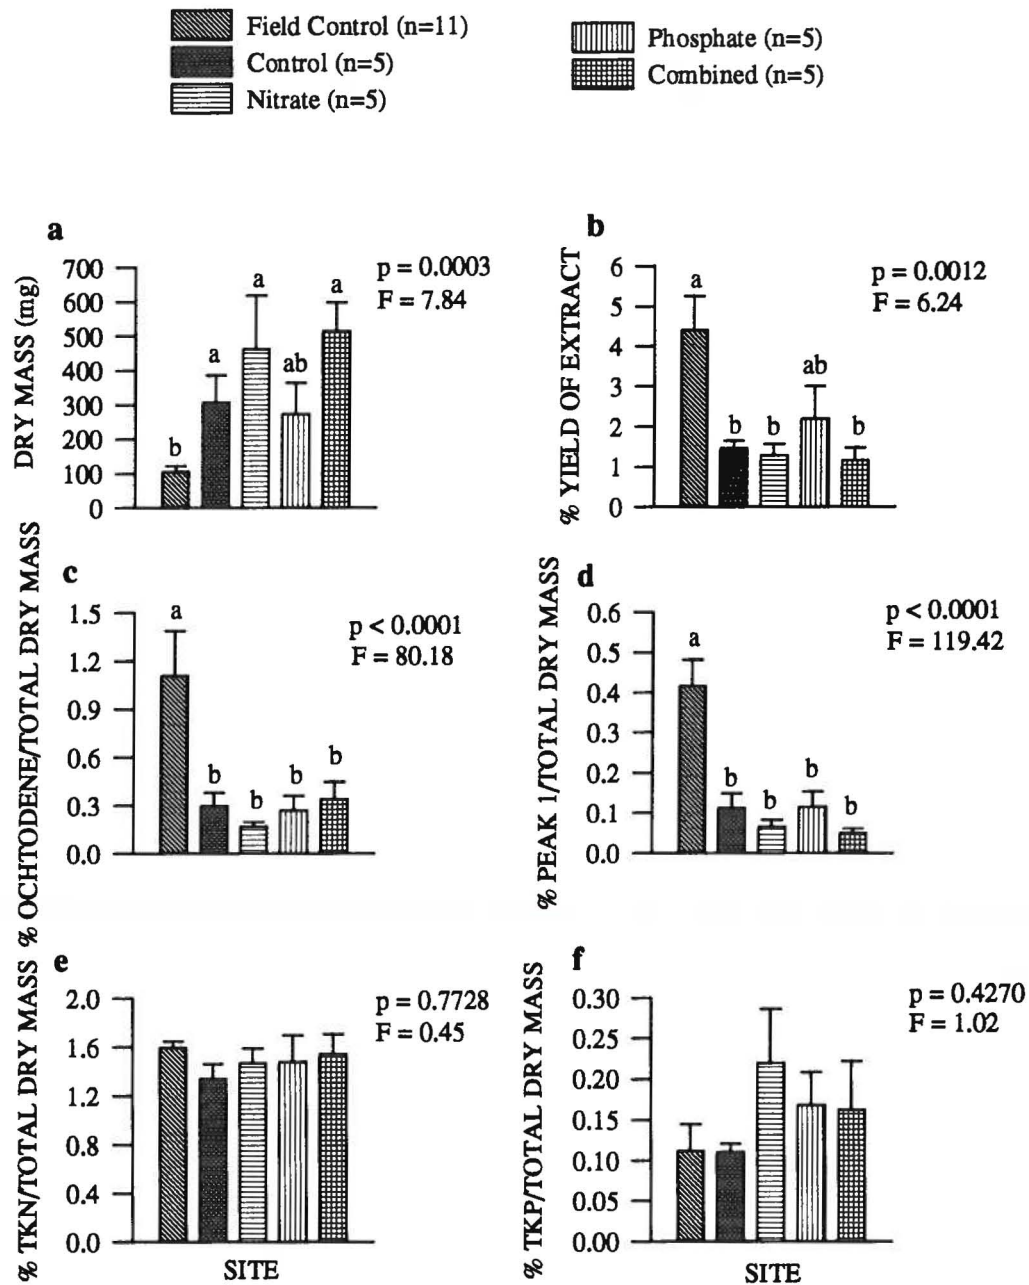 Field Control (n=11)
Control (n=5)
Nitrate (n=5)
Phosphate (n=5)
Combined (n=5)
a
DRY MASS (mg)
700
600
500
400
300
200
100
0
b
a
a
ab
a
p = 0.0003
F = 7.84
b
% YIELD OF EXTRACT
6
5
4
3
2
1
0
a
b
b
ab
b
p = 0.0012
F = 6.24
c
% OCHTODENE/TOTAL DRY MASS
1.5
1.2
0.9
0.6
0.3
0.0
a
b
b
b
b
p < 0.0001
F = 80.18
d
% PEAK 1/TOTAL DRY MASS
0.6
0.5
0.4
0.3
0.2
0.1
0.0
a
b
b
b
b
p < 0.0001
F = 119.42
e
% TKN/TOTAL DRY MASS
2.0
1.6
1.2
0.8
0.4
0.0
p = 0.7728
F = 0.45
SITE
f
% TKP/TOTAL DRY MASS
0.30
0.25
0.20
0.15
0.10
0.05
0.00
p = 0.4270
F = 1.02
SITE